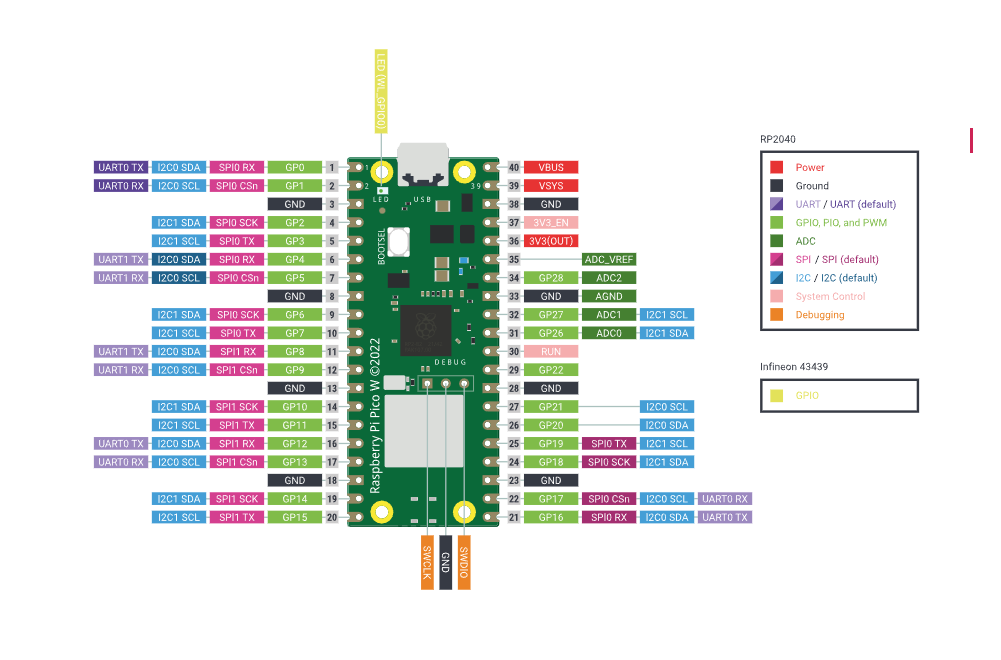 LED (WL_GPIO0)
UART0 TX I2C0 SDA SPI0 RX GP0 1
UART0 RX I2C0 SCL SPI0 CSn GP1 2
GND 3
I2C1 SDA SPI0 SCK GP2 4
I2C1 SCL SPI0 TX GP3 5
UART1 TX I2C0 SDA SPI0 RX GP4 6
UART1 RX I2C0 SCL SPI0 CSn GP5 7
GND 8
I2C1 SDA SPI0 SCK GP6 9
I2C1 SCL SPI0 TX GP7 10
UART1 TX I2C0 SDA SPI1 RX GP8 11
UART1 RX I2C0 SCL SPI1 CSn GP9 12
GND 13
I2C1 SDA SPI1 SCK GP10 14
I2C1 SCL SPI1 TX GP11 15
UART0 TX I2C0 SDA SPI1 RX GP12 16
UART0 RX I2C0 SCL SPI1 CSn GP13 17
GND 18
I2C1 SDA SPI1 SCK GP14 19
I2C1 SCL SPI1 TX GP15 20
1
2
39
LED
USB
BOOTSEL
DEBUG
Raspberry Pi Pico W ©2022
SWCLK
GND
SWDIO
40 VBUS
39 VSYS
38 GND
37 3V3_EN
36 3V3(OUT)
35 ADC_VREF
34 GP28 ADC2
33 GND AGND
32 GP27 ADC1 I2C1 SCL
31 GP26 ADC0 I2C1 SDA
30 RUN
29 GP22
28 GND
27 GP21 I2C0 SCL
26 GP20 I2C0 SDA
25 GP19 SPI0 TX I2C1 SCL
24 GP18 SPI0 SCK I2C1 SDA
23 GND
22 GP17 SPI0 CSn I2C0 SCL UART0 RX
21 GP16 SPI0 RX I2C0 SDA UART0 TX
RP2040
Power
Ground
UART / UART (default)
GPIO, PIO, and PWM
ADC
SPI / SPI (default)
I2C / I2C (default)
System Control
Debugging
Infineon 43439
GPIO